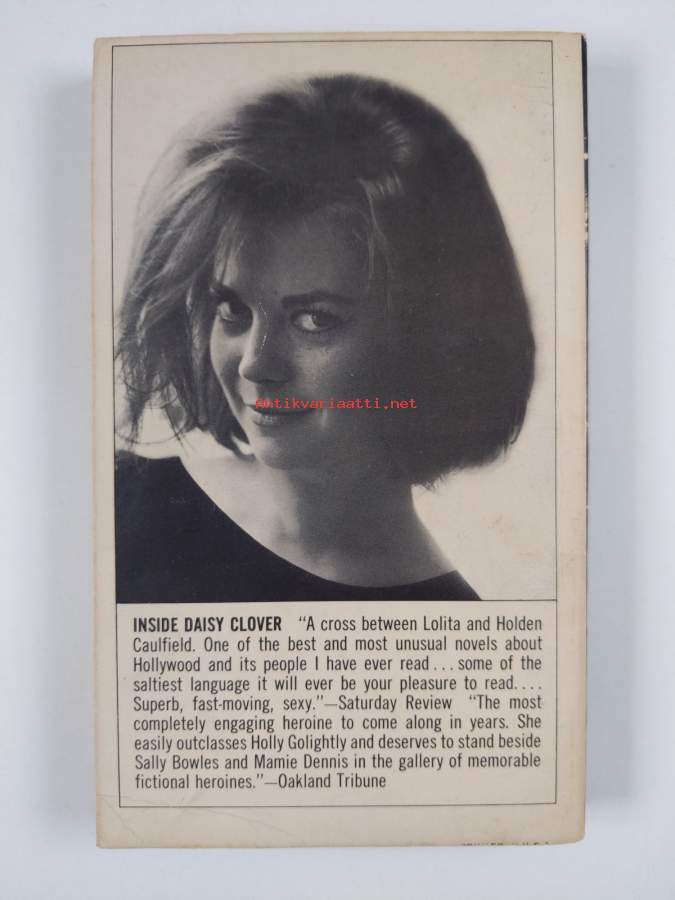 Antikvariaatti.net
INSIDE DAISY CLOVER "A cross between Lolita and Holden
Caulfield. One of the best and most unusual novels about
Hollywood and its people I have ever read ... some of the
saltiest language it will ever be your pleasure to read....
Superb, fast-moving, sexy."—Saturday Review "The most
completely engaging heroine to come along in years. She
easily outclasses Holly Golightly and deserves to stand beside
Sally Bowles and Mamie Dennis in the gallery of memorable
fictional heroines."—Oakland Tribune